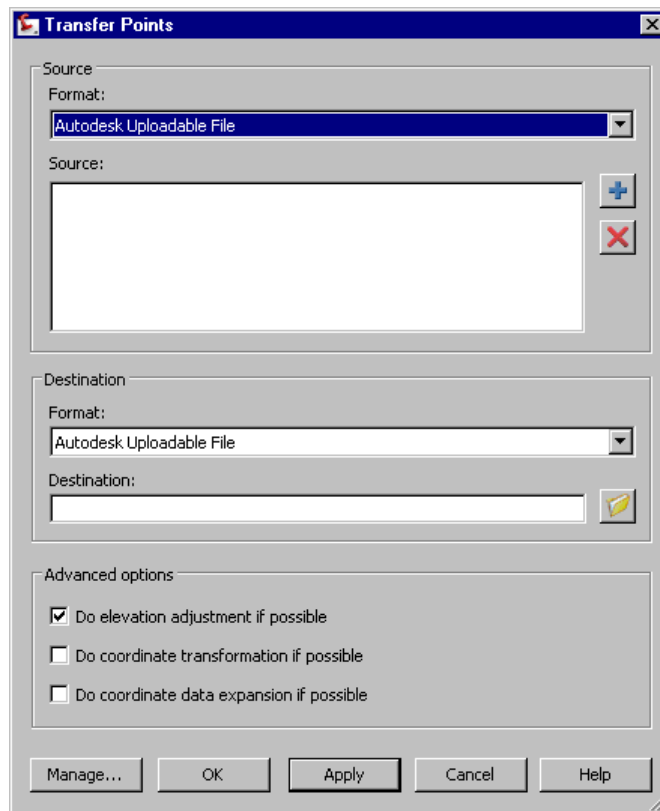 Transfer Points
Source
Format:
Autodesk Uploadable File
Source:
Destination
Format:
Autodesk Uploadable File
Destination:
Advanced options
Do elevation adjustment if possible
Do coordinate transformation if possible
Do coordinate data expansion if possible
Manage... OK Apply Cancel Help